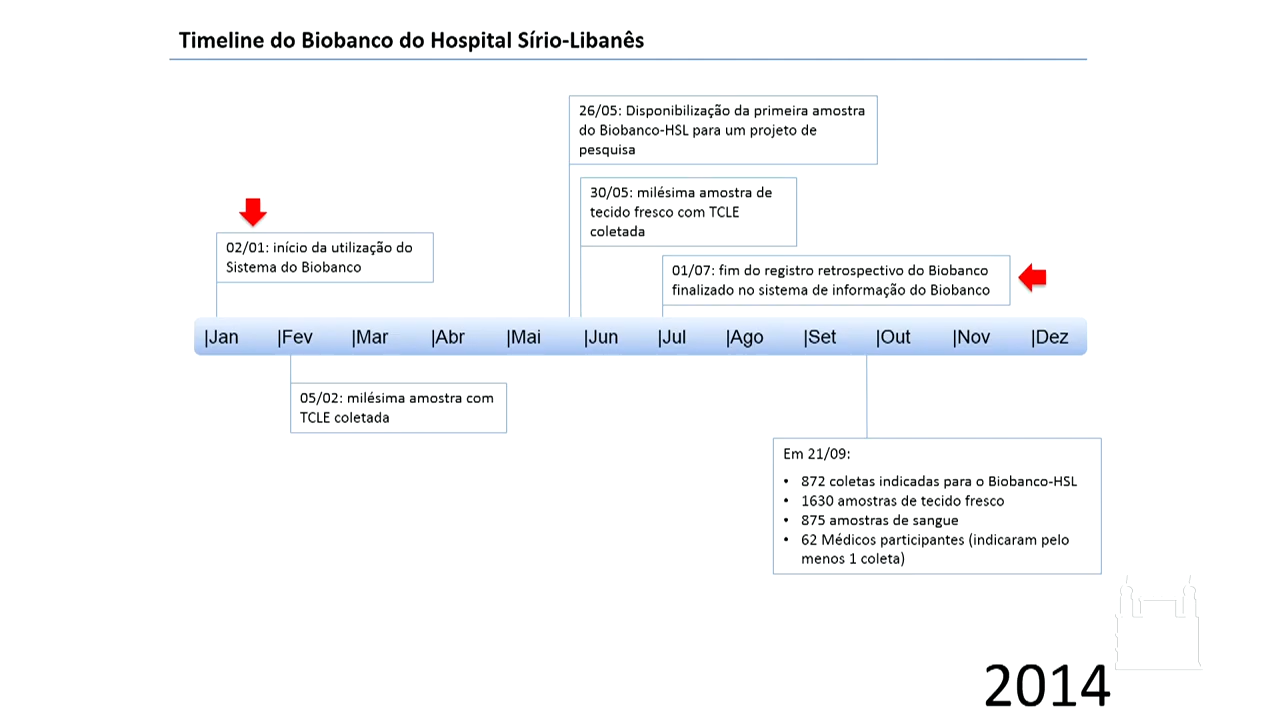 Timeline do Biobanco do Hospital Sírio-Libanês
26/05: Disponibilização da primeira amostra
do Biobanco-HSL para um projeto de
pesquisa
30/05: milésima amostra de
tecido fresco com TCLE
coletada
02/01: início da utilização do
Sistema do Biobanco
01/07: fim do registro retrospectivo do Biobanco
finalizado no sistema de informação do Biobanco
|Jan |Fev |Mar |Abr |Mai |Jun |Jul |Ago |Set |Out |Nov |Dez
05/02: milésima amostra com
TCLE coletada
Em 21/09:
• 872 coletas indicadas para o Biobanco-HSL
• 1630 amostras de tecido fresco
• 875 amostras de sangue
• 62 Médicos participantes (indicaram pelo
menos 1 coleta)
2014